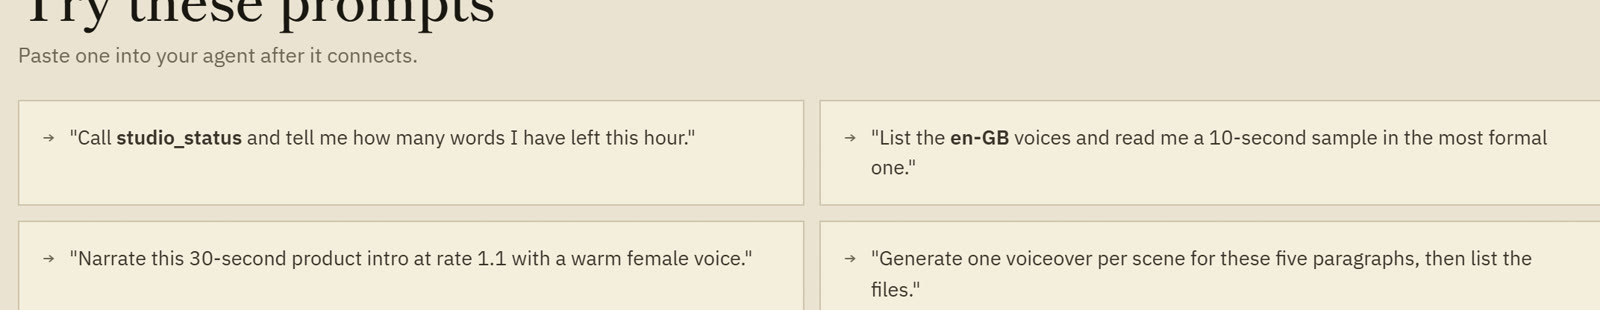 Try these prompts
Paste one into your agent after it connects.
→ "Call studio_status and tell me how many words I have left this hour."
→ "List the en-GB voices and read me a 10-second sample in the most formal
one."
→ "Narrate this 30-second product intro at rate 1.1 with a warm female voice."
→ "Generate one voiceover per scene for these five paragraphs, then list the
files."